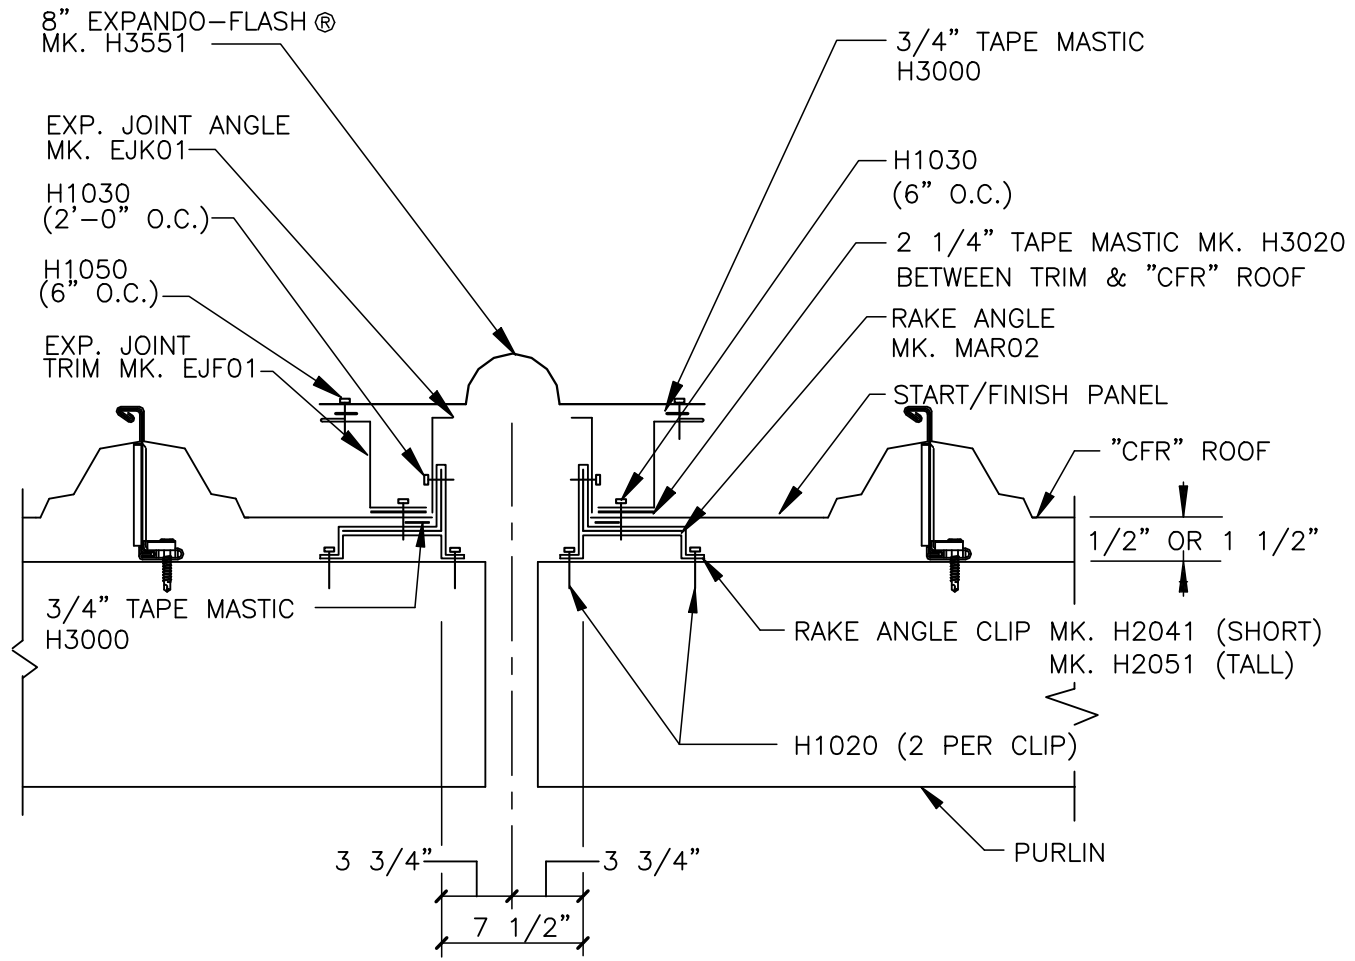 8" EXPANDO-FLASH ®
MK. H3551
3/4" TAPE MASTIC
H3000
EXP. JOINT ANGLE
MK. EJK01
H1030
(2'-0" O.C.)
H1030
(6" O.C.)
H1050
(6" O.C.)
2 1/4" TAPE MASTIC MK. H3020
BETWEEN TRIM & "CFR" ROOF
RAKE ANGLE
MK. MAR02
EXP. JOINT
TRIM MK. EJF01
START/FINISH PANEL
"CFR" ROOF
1/2" OR 1 1/2"
3/4" TAPE MASTIC
H3000
RAKE ANGLE CLIP MK. H2041 (SHORT)
MK. H2051 (TALL)
H1020 (2 PER CLIP)
PURLIN
3 3/4"
3 3/4"
7 1/2"